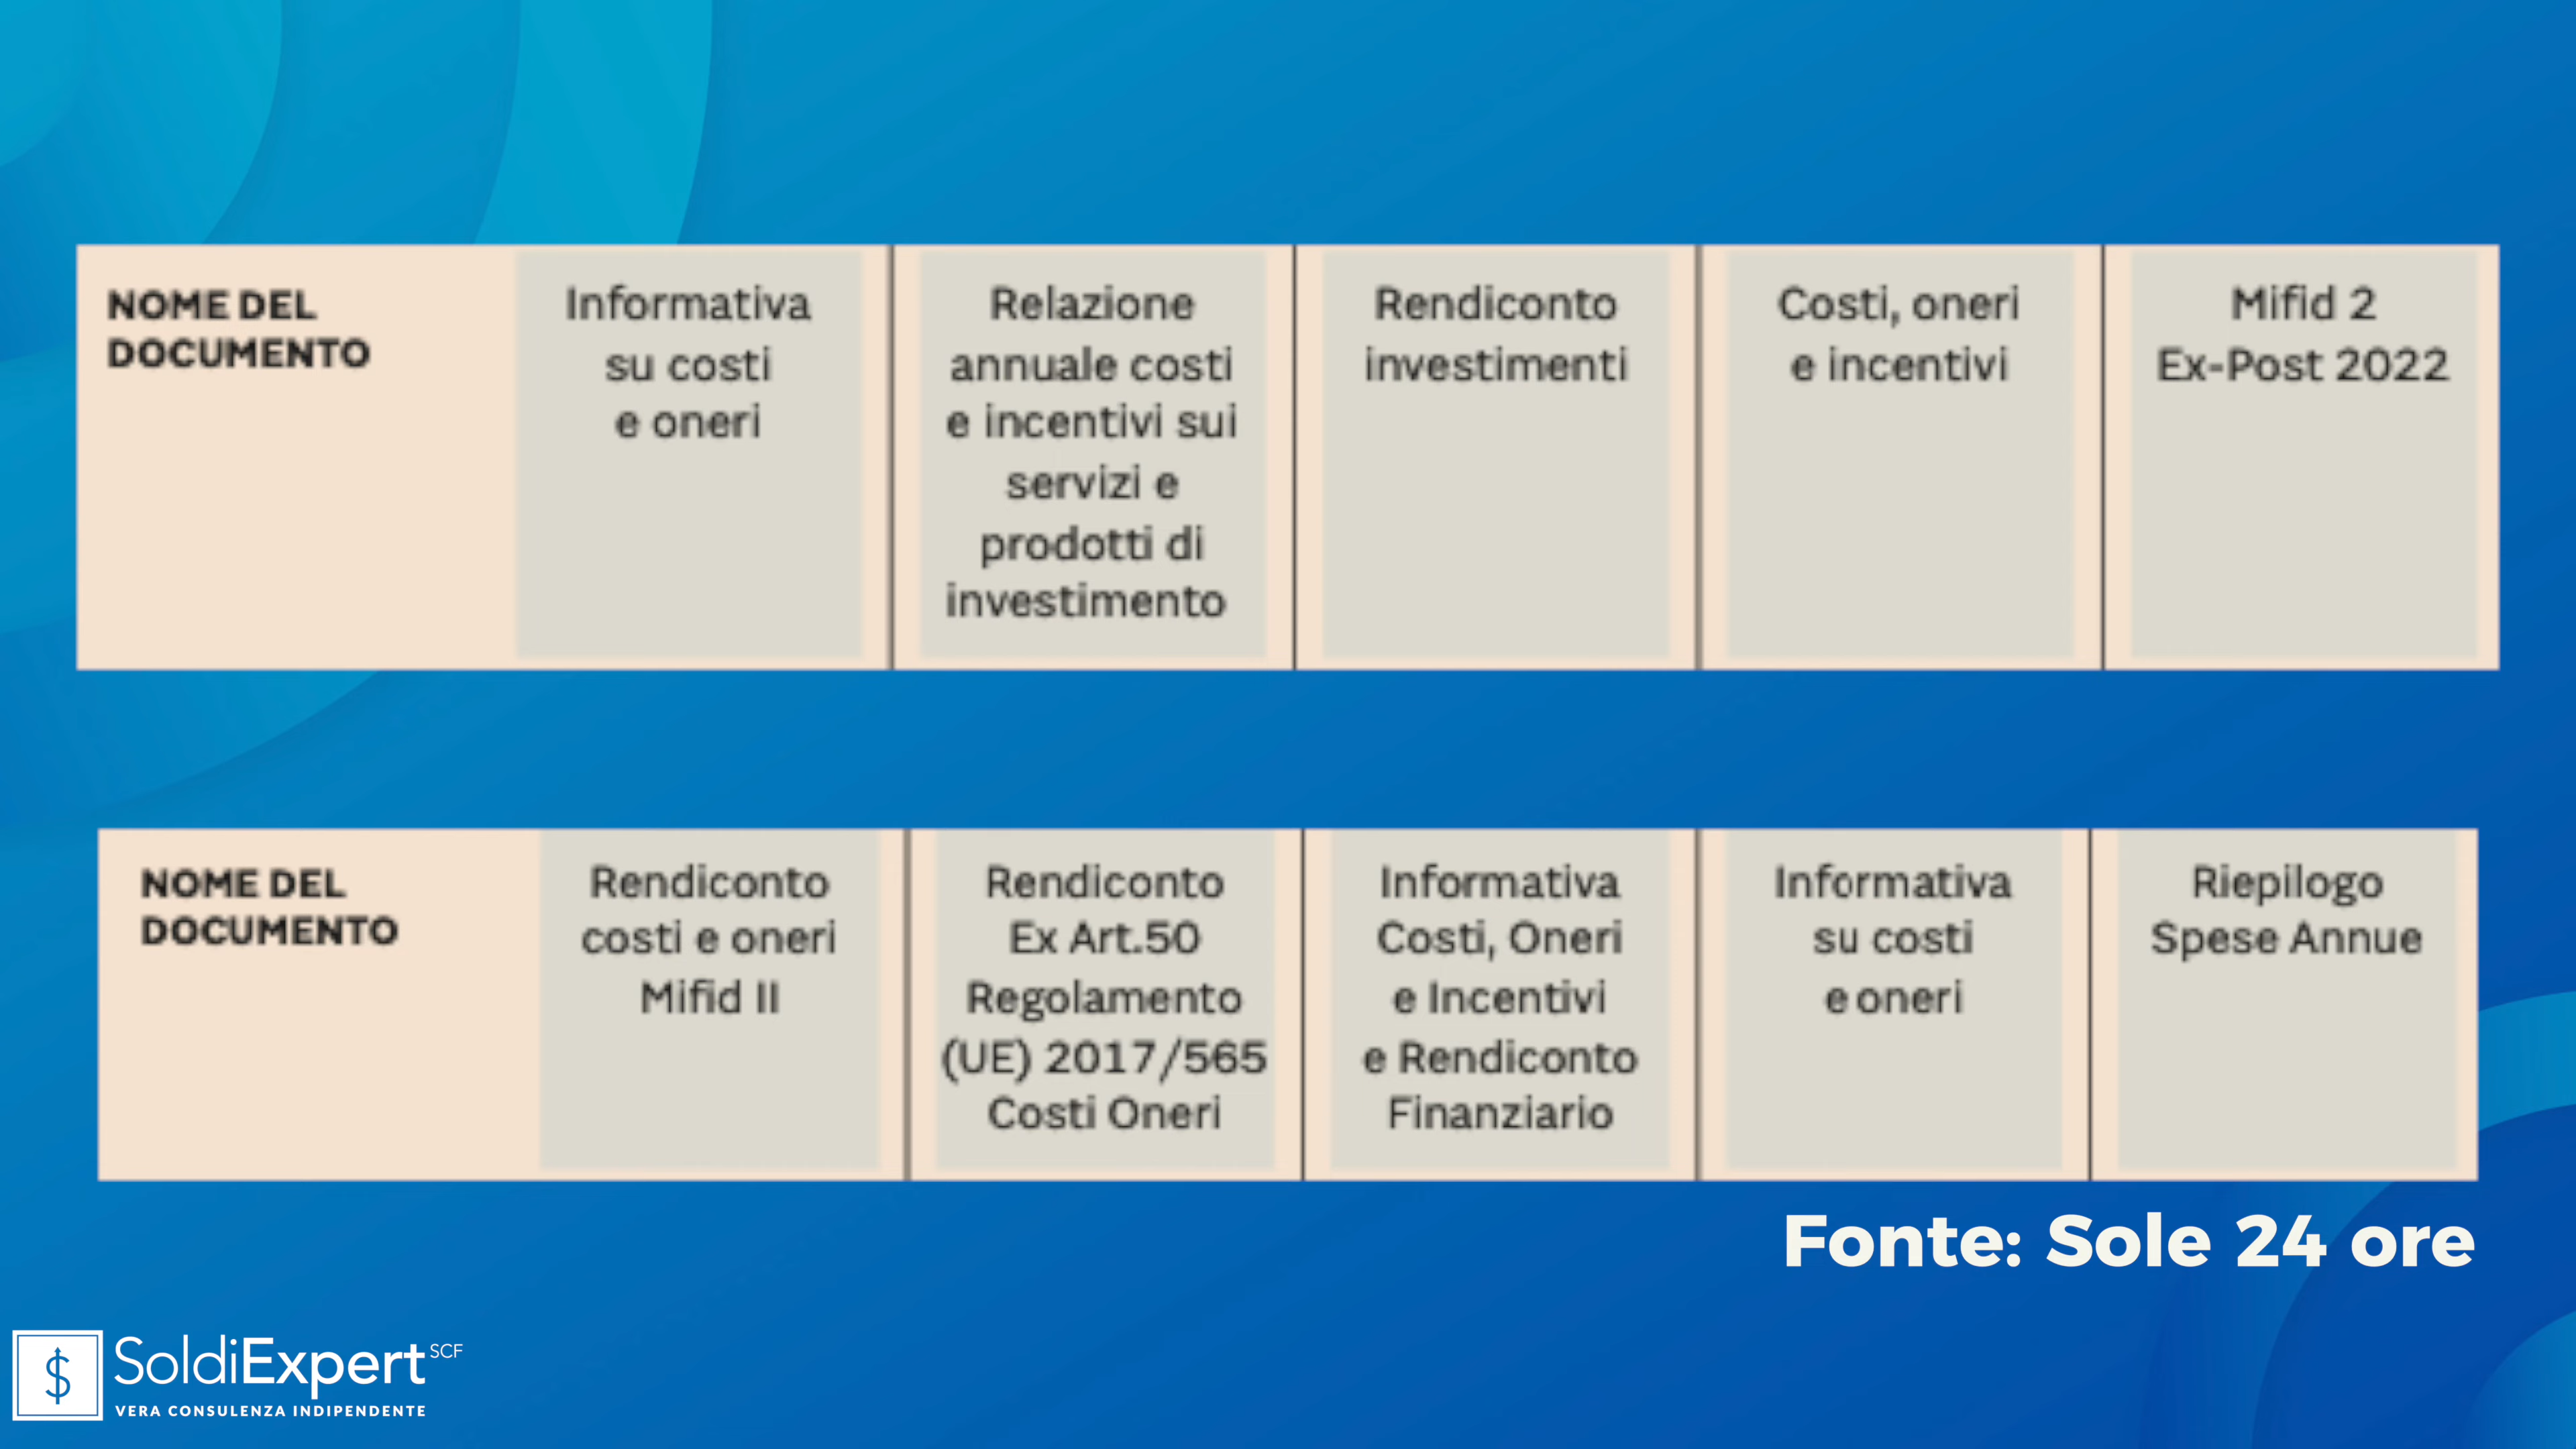 NOME DEL
DOCUMENTO
Informativa
su costi
e oneri
Relazione
annuale costi
e incentivi sui
servizi e
prodotti di
investimento
Rendiconto
investimenti
Costi, oneri
e incentivi
Mifid 2
Ex-Post 2022
NOME DEL
DOCUMENTO
Rendiconto
costi e oneri
Mifid II
Rendiconto
Ex Art.50
Regolamento
(UE) 2017/565
Costi Oneri
Informativa
Costi, Oneri
e Incentivi
e Rendiconto
Finanziario
Informativa
su costi
e oneri
Riepilogo
Spese Annue
Fonte: Sole 24 ore
SoldiExpert SCF
VERA CONSULENZA INDIPENDENTE